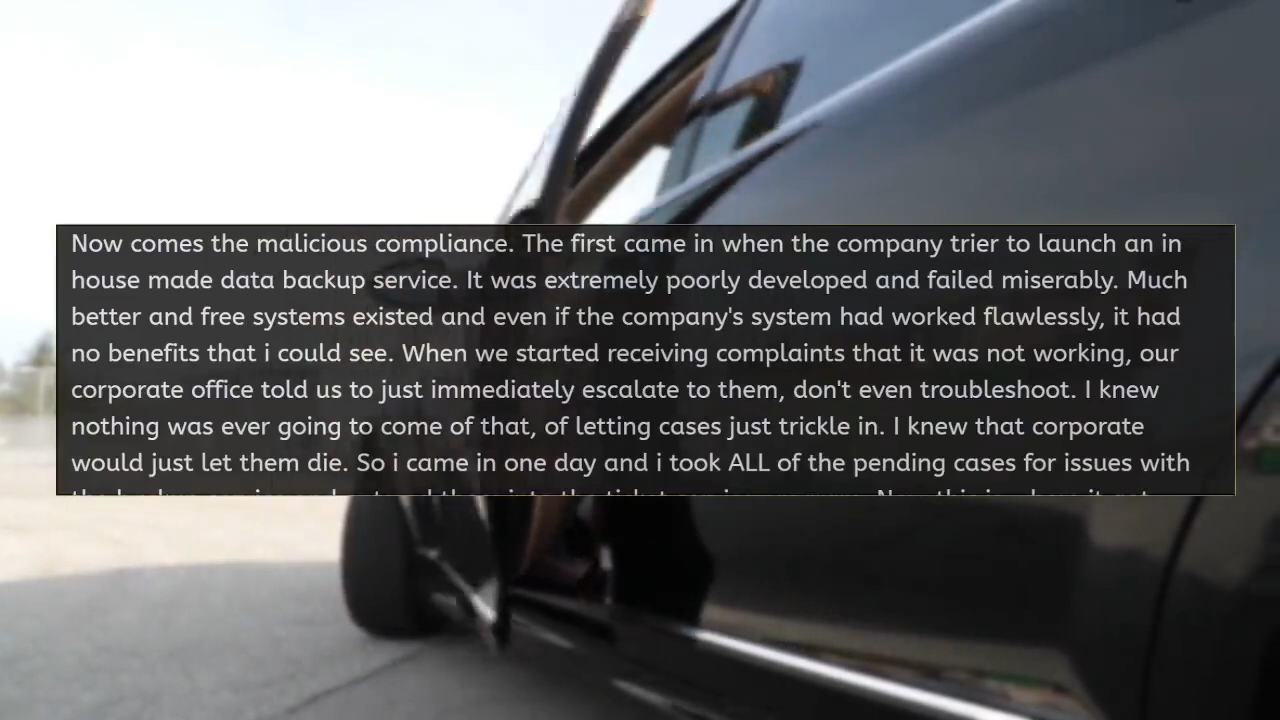 Now comes the malicious compliance. The first came in when the company trier to launch an in
house made data backup service. It was extremely poorly developed and failed miserably. Much
better and free systems existed and even if the company's system had worked flawlessly, it had
no benefits that i could see. When we started receiving complaints that it was not working, our
corporate office told us to just immediately escalate to them, don't even troubleshoot. I knew
nothing was ever going to come of that, of letting cases just trickle in. I knew that corporate
would just let them die. So i came in one day and i took ALL of the pending cases for issues with